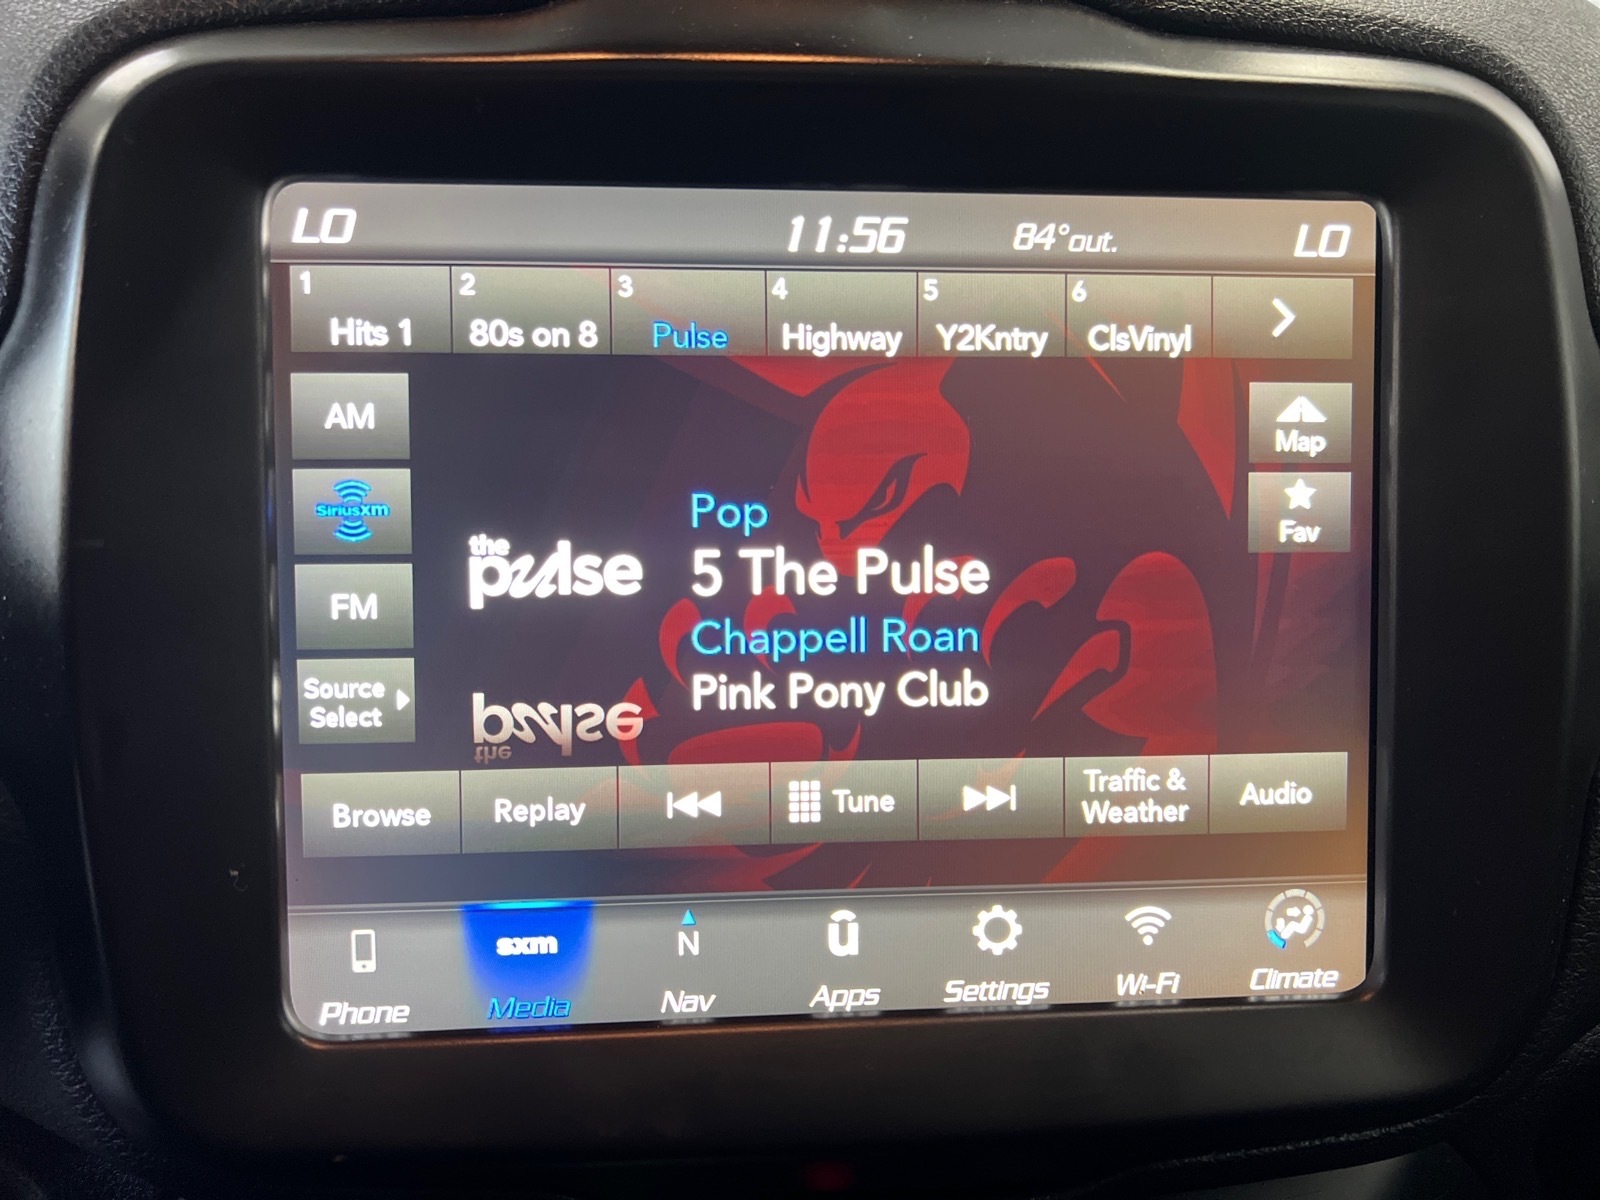 LO 11:56 84°out. LO
1 2 3 4 5 6
Hits 1 80s on 8 Pulse Highway Y2Kntry ClsVinyl
AM
SiriusXM
FM
Source
Select
Map
Fav
the
pulse
Pop
5 The Pulse
Chappell Roan
Pink Pony Club
pulse
the
Browse Replay Tune Traffic &
Weather Audio
sxm N ū
Phone Media Nav Apps Settings Wi-Fi Climate